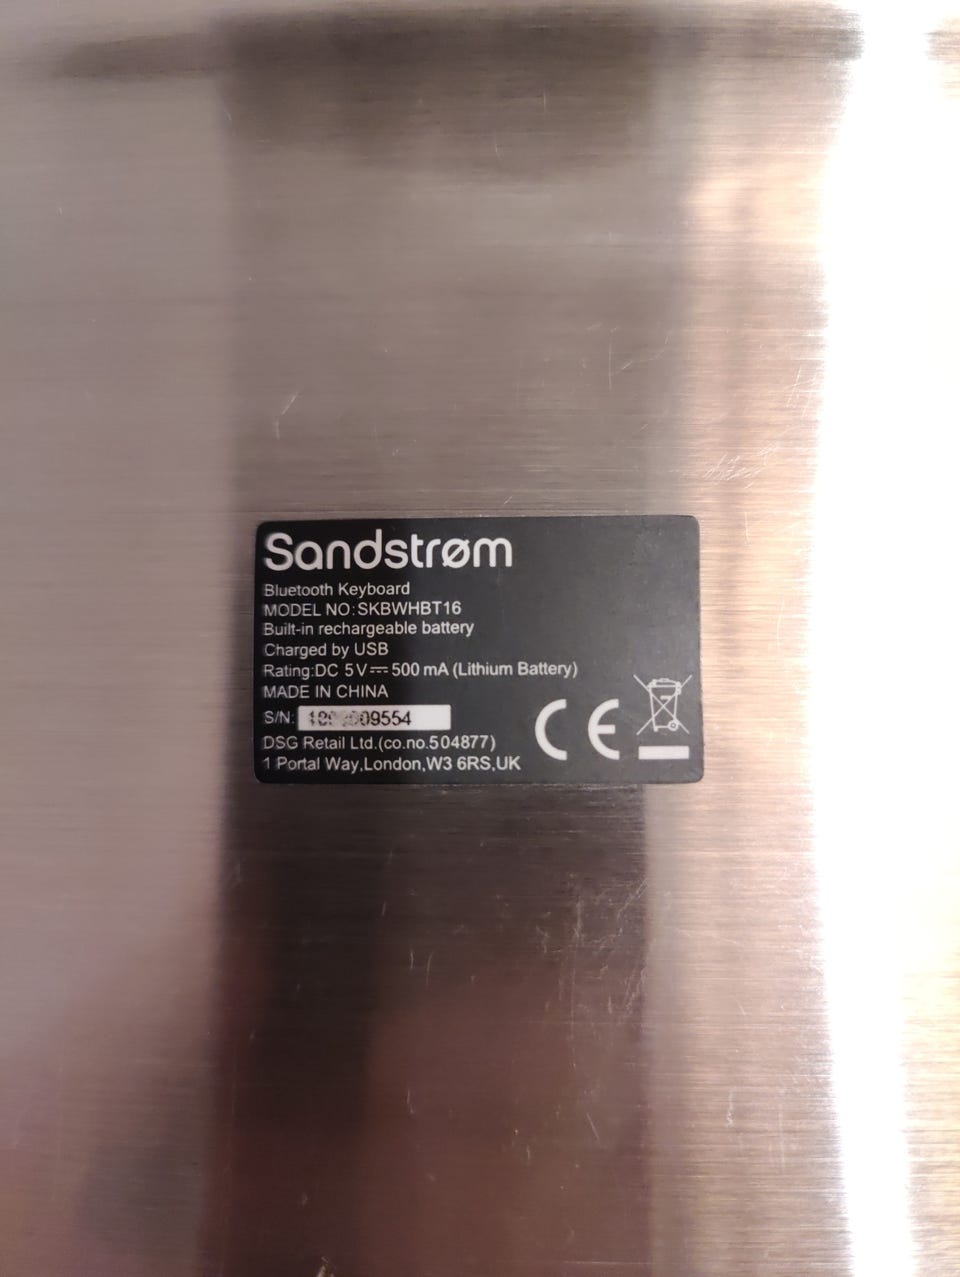 Sandstrøm
Bluetooth Keyboard
MODEL NO:SKBWHBT16
Built-in rechargeable battery
Charged by USB
Rating:DC 5V⎓500 mA (Lithium Battery)
MADE IN CHINA
S/N:
DSG Retail Ltd.(co.no.504877)
1 Portal Way,London,W3 6RS,UK
CE